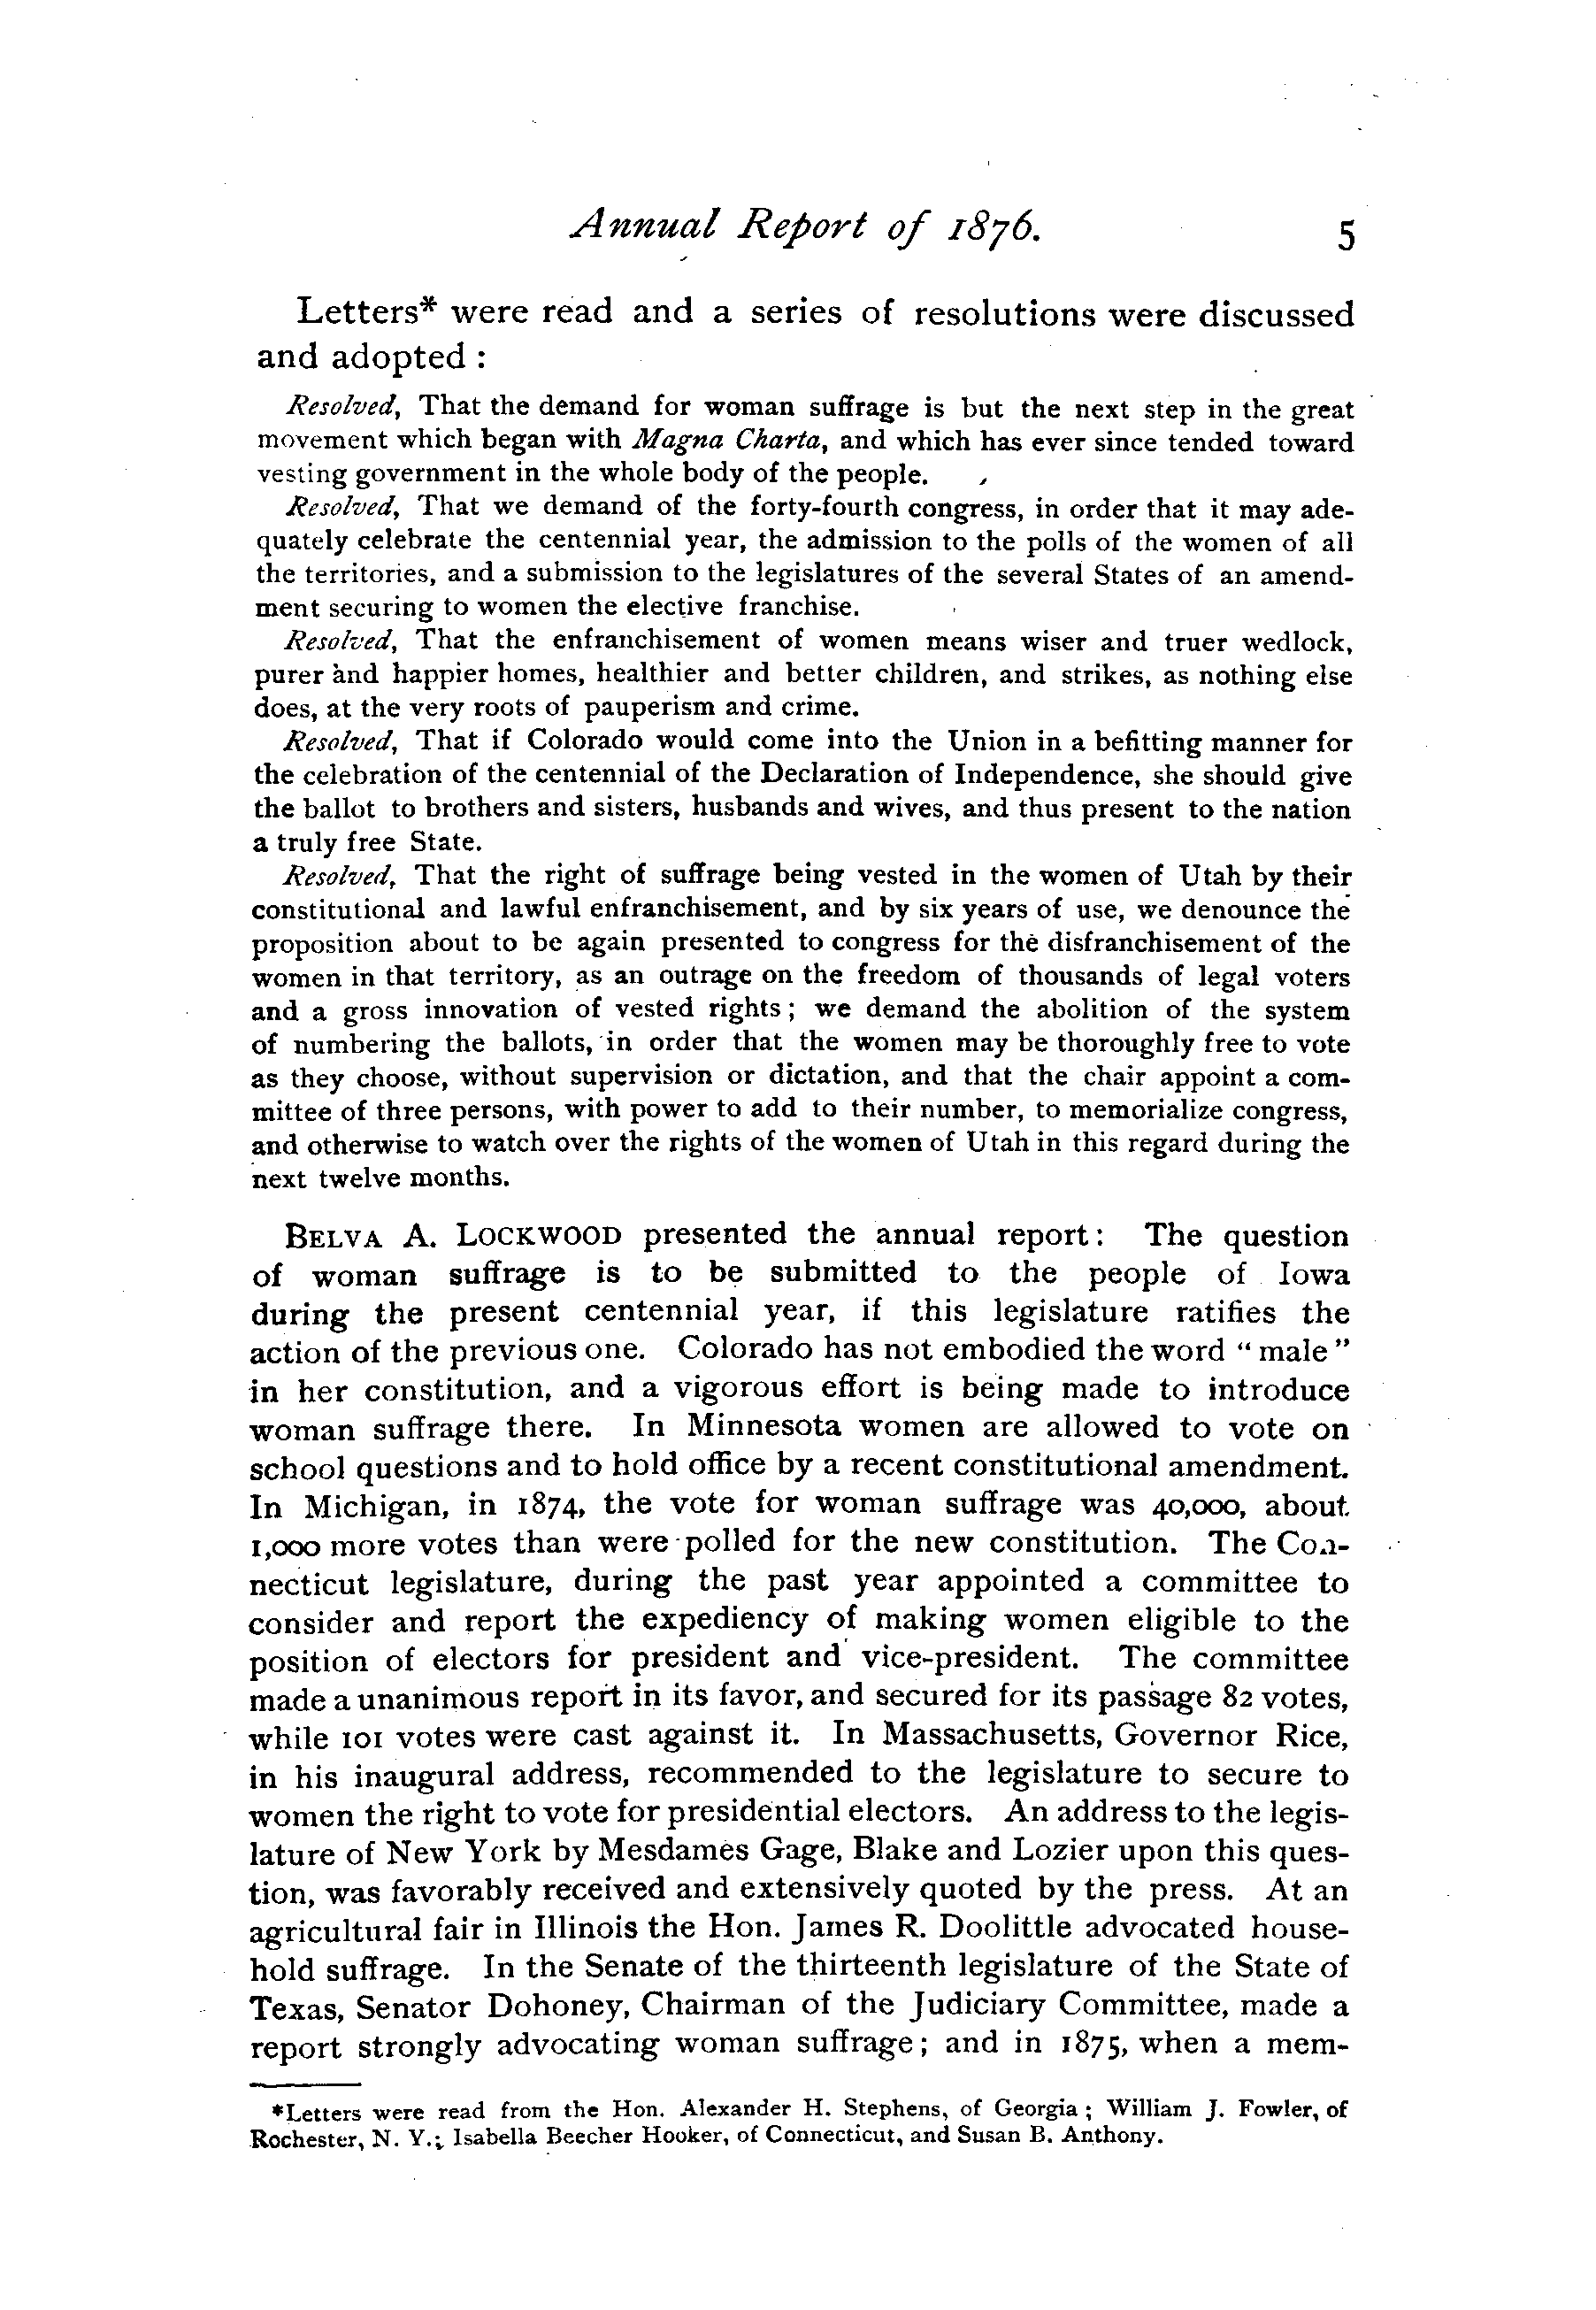 Annual Report of 1876. 5
Letters* were read and a series of resolutions were discussed
and adopted :
Resolved, That the demand for woman suffrage is but the next step in the great
movement which began with Magna Charta, and which has ever since tended toward
vesting government in the whole body of the people.
Resolved, That we demand of the forty-fourth congress, in order that it may ade-
quately celebrate the centennial year, the admission to the polls of the women of all
the territories, and a submission to the legislatures of the several States of an amend-
ment securing to women the elective franchise.
Resolved, That the enfranchisement of women means wiser and truer wedlock,
purer and happier homes, healthier and better children, and strikes, as nothing else
does, at the very roots of pauperism and crime.
Resolved, That if Colorado would come into the Union in a befitting manner for
the celebration of the centennial of the Declaration of Independence, she should give
the ballot to brothers and sisters, husbands and wives, and thus present to the nation
a truly free State.
Resolved, That the right of suffrage being vested in the women of Utah by their
constitutional and lawful enfranchisement, and by six years of use, we denounce the
proposition about to be again presented to congress for the disfranchisement of the
women in that territory, as an outrage on the freedom of thousands of legal voters
and a gross innovation of vested rights; we demand the abolition of the system
of numbering the ballots, in order that the women may be thoroughly free to vote
as they choose, without supervision or dictation, and that the chair appoint a com-
mittee of three persons, with power to add to their number, to memorialize congress,
and otherwise to watch over the rights of the women of Utah in this regard during the
next twelve months.
BELVA A. LOCKWOOD presented the annual report: The question
of woman suffrage is to be submitted to the people of Iowa
during the present centennial year, if this legislature ratifies the
action of the previous one. Colorado has not embodied the word "male"
in her constitution, and a vigorous effort is being made to introduce
woman suffrage there. In Minnesota women are allowed to vote on
school questions and to hold office by a recent constitutional amendment.
In Michigan, in 1874, the vote for woman suffrage was 40,000, about
1,000 more votes than were polled for the new constitution. The Con-
necticut legislature, during the past year appointed a committee to
consider and report the expediency of making women eligible to the
position of electors for president and vice-president. The committee
made a unanimous report in its favor, and secured for its passage 82 votes,
while 101 votes were cast against it. In Massachusetts, Governor Rice,
in his inaugural address, recommended to the legislature to secure to
women the right to vote for presidential electors. An address to the legis-
lature of New York by Mesdames Gage, Blake and Lozier upon this ques-
tion, was favorably received and extensively quoted by the press. At an
agricultural fair in Illinois the Hon. James R. Doolittle advocated house-
hold suffrage. In the Senate of the thirteenth legislature of the State of
Texas, Senator Dohoney, Chairman of the Judiciary Committee, made a
report strongly advocating woman suffrage; and in 1875, when a mem-
*Letters were read from the Hon. Alexander H. Stephens, of Georgia; William J. Fowler, of
Rochester, N. Y.; Isabella Beecher Hooker, of Connecticut, and Susan B. Anthony.